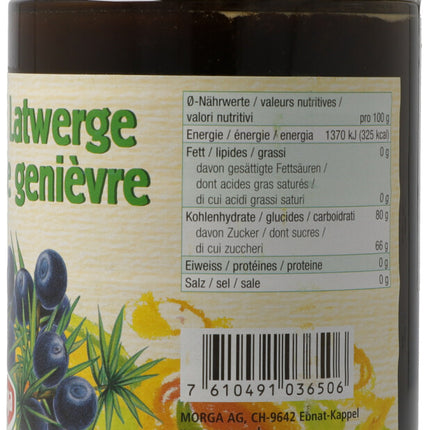 Latwerge
genièvre
Ø-Nährwerte / valeurs nutritives /
valori nutritivi pro 100 g
Energie / énergie / energia 1370 kJ (325 kcal)
Fett / lipides / grassi 0 g
davon gesättigte Fettsäuren /
dont acides gras saturés /
di cui acidi grassi saturi 0 g
Kohlenhydrate / glucides / carboidrati 80 g
davon Zucker / dont sucres /
di cui zuccheri 66 g
Eiweiss / protéines / proteine 0 g
Salz / sel / sale 0 g
7 610491 036506
MORGA AG, CH-9642 Ebnat-Kappel